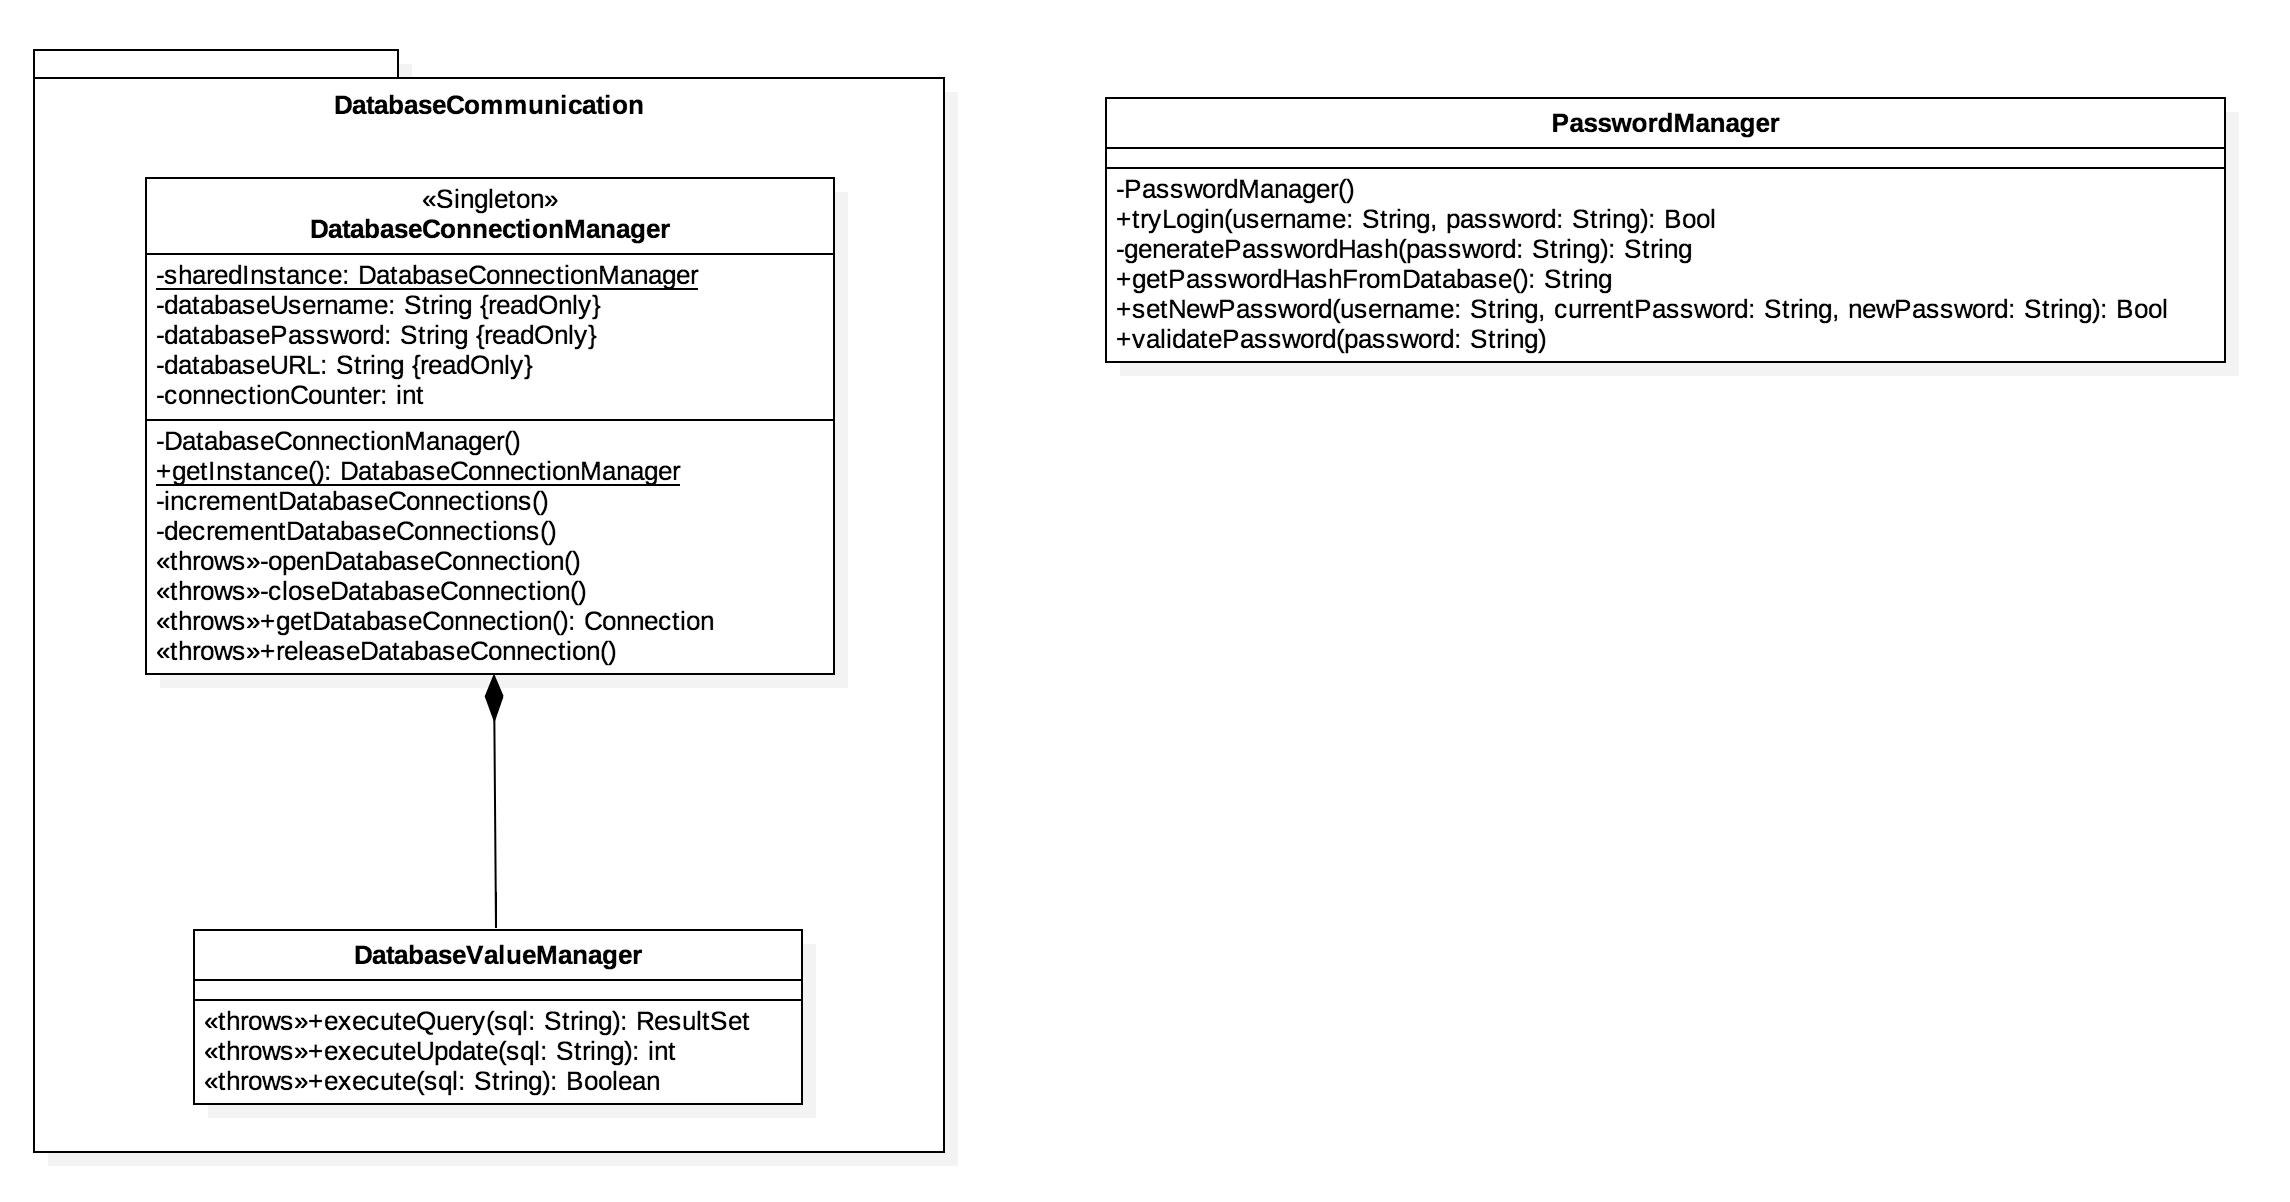 DatabaseCommunication
«Singleton»
DatabaseConnectionManager
-sharedInstance: DatabaseConnectionManager
-databaseUsername: String {readOnly}
-databasePassword: String {readOnly}
-databaseURL: String {readOnly}
-connectionCounter: int
-DatabaseConnectionManager()
+getInstance(): DatabaseConnectionManager
-incrementDatabaseConnections()
-decrementDatabaseConnections()
«throws»-openDatabaseConnection()
«throws»-closeDatabaseConnection()
«throws»+getDatabaseConnection(): Connection
«throws»+releaseDatabaseConnection()
DatabaseValueManager
«throws»+executeQuery(sql: String): ResultSet
«throws»+executeUpdate(sql: String): int
«throws»+execute(sql: String): Boolean
PasswordManager
-PasswordManager()
+tryLogin(username: String, password: String): Bool
-generatePasswordHash(password: String): String
+getPasswordHashFromDatabase(): String
+setNewPassword(username: String, currentPassword: String, newPassword: String): Bool
+validatePassword(password: String)